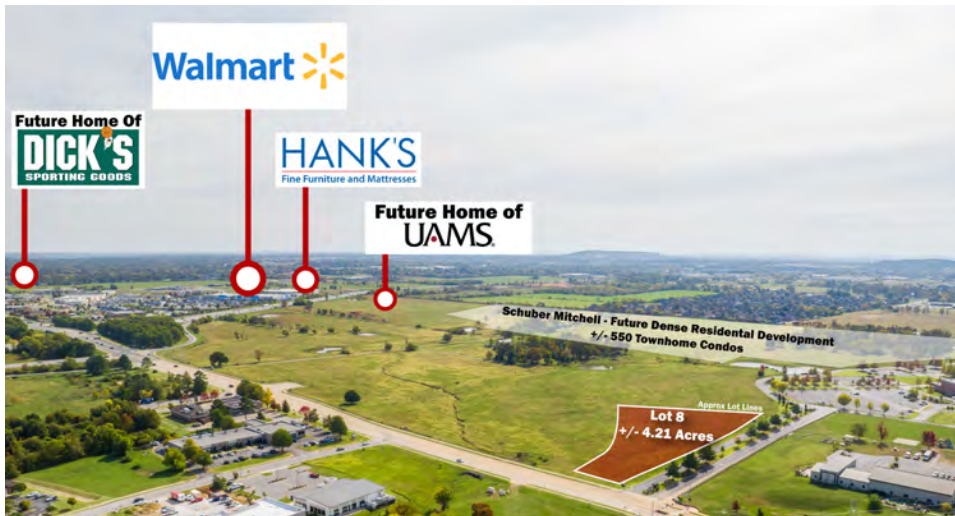 Walmart
Future Home Of
DICK'S
SPORTING GOODS
HANK'S
Fine Furniture and Mattresses
Future Home of
UAMS.
Schuber Mitchell - Future Dense Residental Development
+/- 550 Townhome Condos
Approx Lot Lines
Lot 8
+/- 4.21 Acres